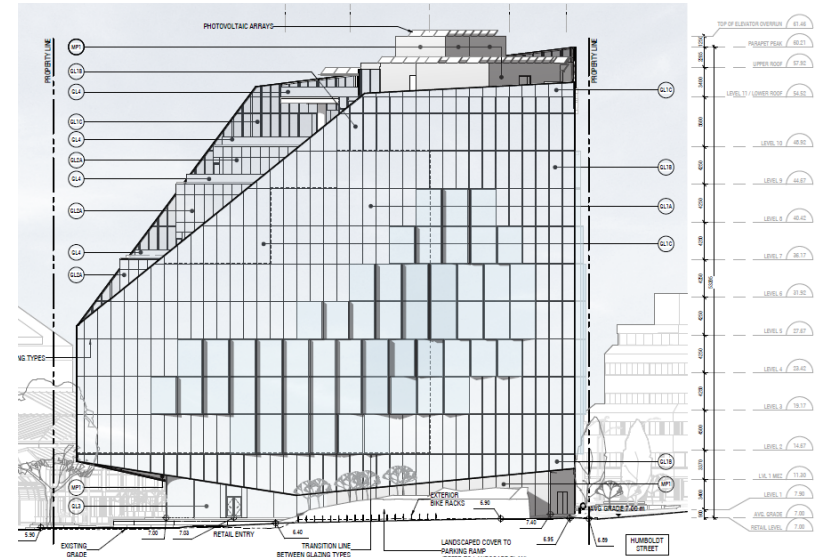 PHOTOVOLTAIC ARRAYS
PROPERTY LINE
PROPERTY LINE
MP1
GL1B
GL4
GL1C
GL4
GL2A
GL4
GL2A
GL4
GL2A
NG TYPES
MP1
GL3
GL1C
GL1B
GL1A
GL1C
GL1B
MP1
TOP OF ELEVATOR OVERRUN 61.46
PARAPET PEAK 60.21
UPPER ROOF 57.92
LEVEL 11 / LOWER ROOF 54.52
LEVEL 10 48.92
LEVEL 9 44.67
LEVEL 8 40.42
LEVEL 7 36.17
LEVEL 6 31.92
LEVEL 5 27.67
LEVEL 4 23.42
LEVEL 3 19.17
LEVEL 2 14.67
LVL 1 MEZ 11.30
LEVEL 1 7.90
AVG. GRADE 7.00
RETAIL LEVEL 7.00
EXTERIOR
BIKE RACKS
5.90
AVG GRADE 7.00 m
5.90
7.00
7.03
RETAIL ENTRY
6.40
7.40
6.95
6.89
EXISTING
GRADE
TRANSITION LINE
BETWEEN GLAZING TYPES
LANDSCAPED COVER TO
PARKING RAMP
HUMBOLDT
STREET